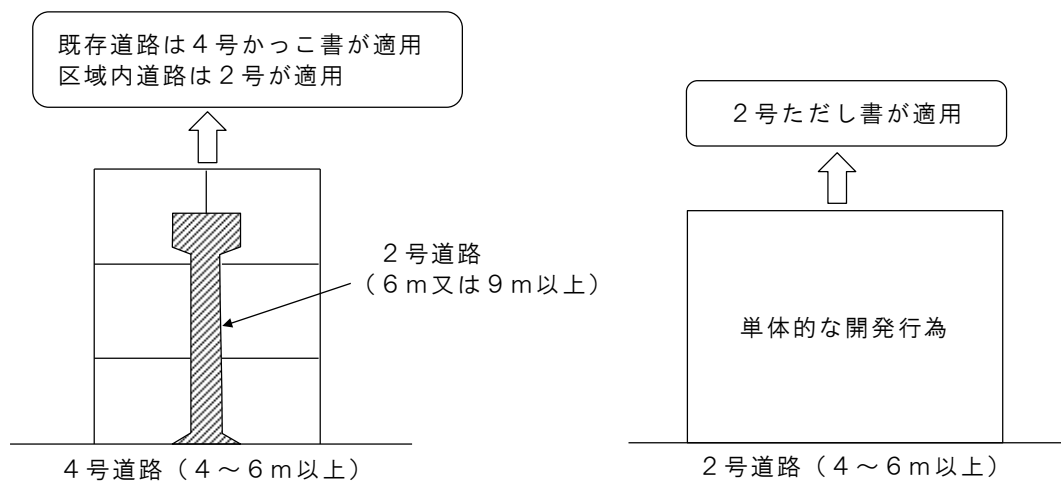 既存道路は４号かっこ書が適用
区域内道路は２号が適用
２号ただし書が適用
２号道路
（６ｍ又は９ｍ以上）
単体的な開発行為
４号道路（４～６ｍ以上）
２号道路（４～６ｍ以上）